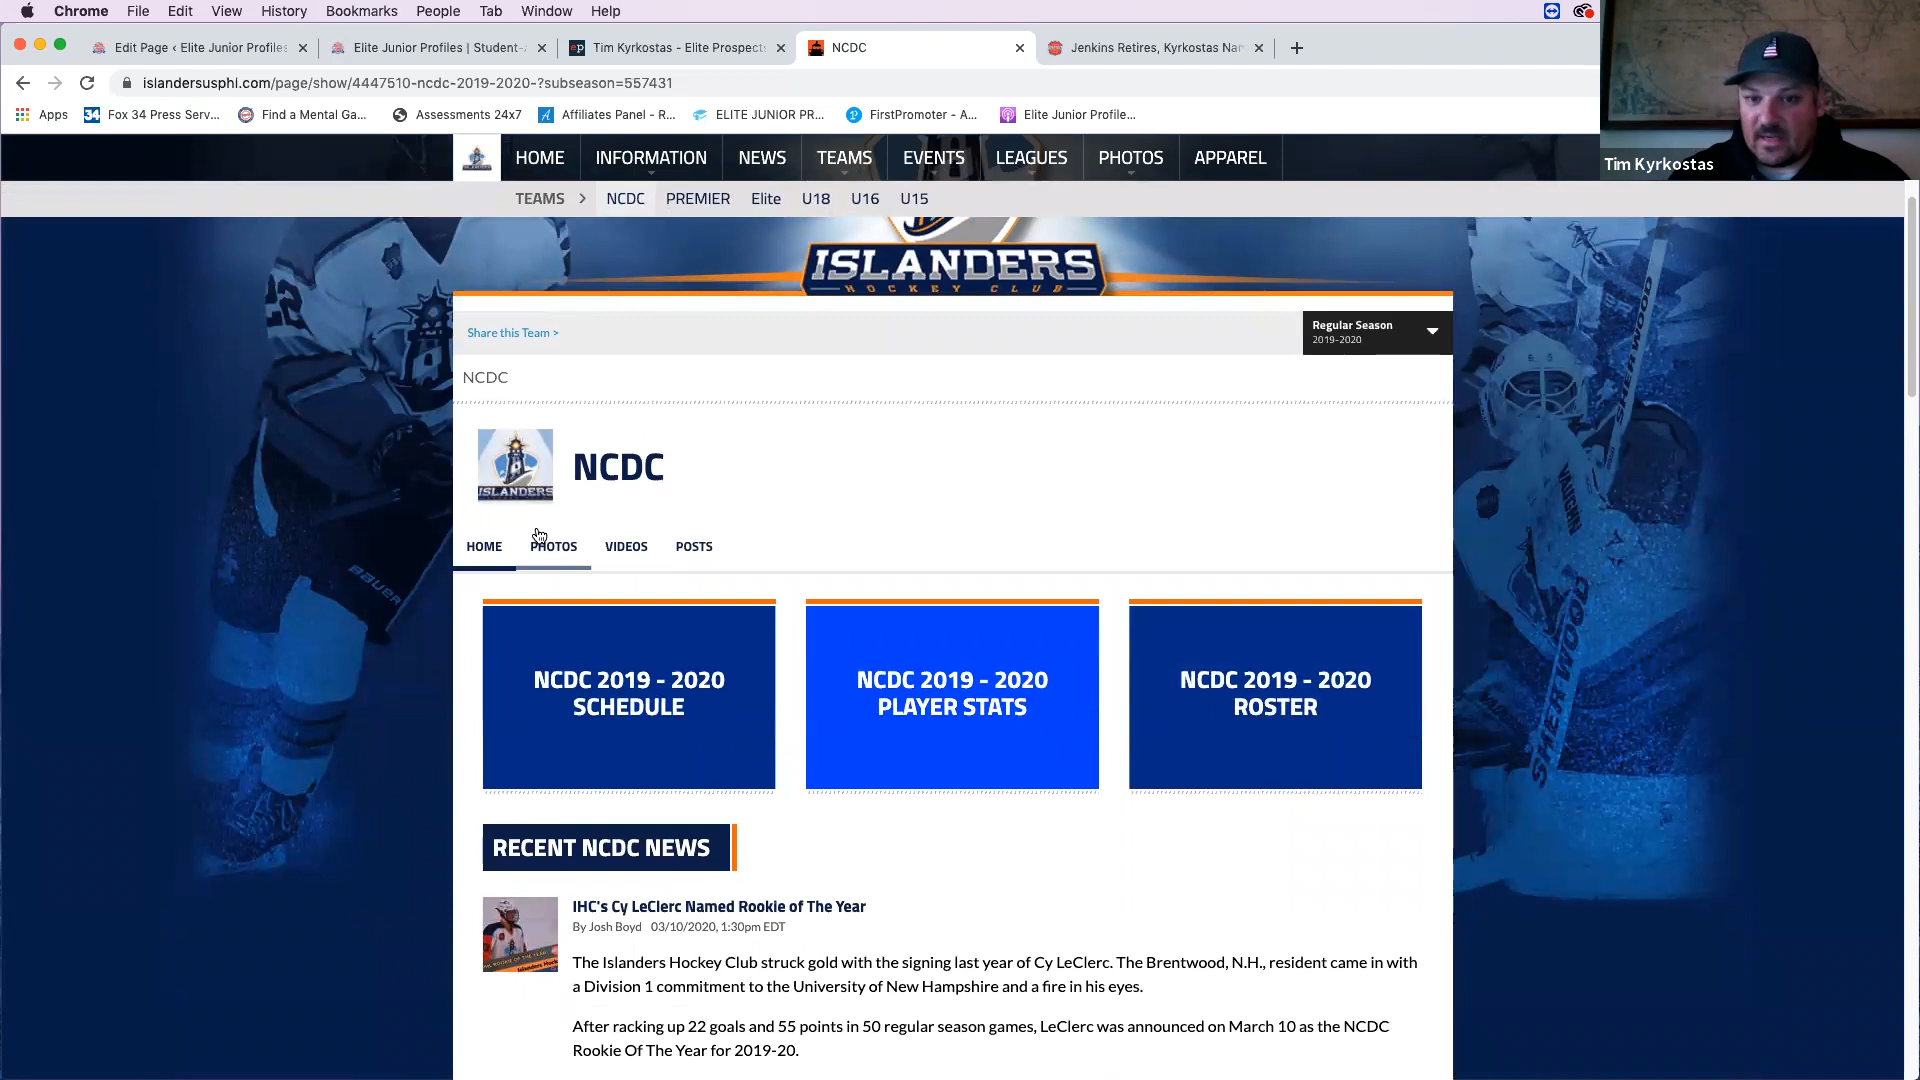 Chrome File Edit View History Bookmarks People Tab Window Help
Edit Page ‹ Elite Junior Profiles
Elite Junior Profiles | Student-
ep Tim Kyrkostas - Elite Prospects
NCDC
Jenkins Retires, Kyrkostas Nam
islandersusphl.com/page/show/4447510-ncdc-2019-2020-?subseason=557431
Apps
34 Fox 34 Press Serv...
Find a Mental Ga...
Assessments 24x7
Affiliates Panel - R...
ELITE JUNIOR PR...
FirstPromoter - A...
Elite Junior Profile...
Tim Kyrkostas
HOME INFORMATION NEWS TEAMS EVENTS LEAGUES PHOTOS APPAREL
TEAMS > NCDC PREMIER Elite U18 U16 U15
ISLANDERS
HOCKEY CLUB
Share this Team >
Regular Season
2019-2020
NCDC
ISLANDERS
NCDC
HOME PHOTOS VIDEOS POSTS
NCDC 2019 - 2020
SCHEDULE
NCDC 2019 - 2020
PLAYER STATS
NCDC 2019 - 2020
ROSTER
RECENT NCDC NEWS
IHC's Cy LeClerc Named Rookie of The Year
By Josh Boyd 03/10/2020, 1:30pm EDT
The Islanders Hockey Club struck gold with the signing last year of Cy LeClerc. The Brentwood, N.H., resident came in with
a Division 1 commitment to the University of New Hampshire and a fire in his eyes.
After racking up 22 goals and 55 points in 50 regular season games, LeClerc was announced on March 10 as the NCDC
Rookie Of The Year for 2019-20.
BAUER
SHERWOOD
VAUGHN
SHERWOOD